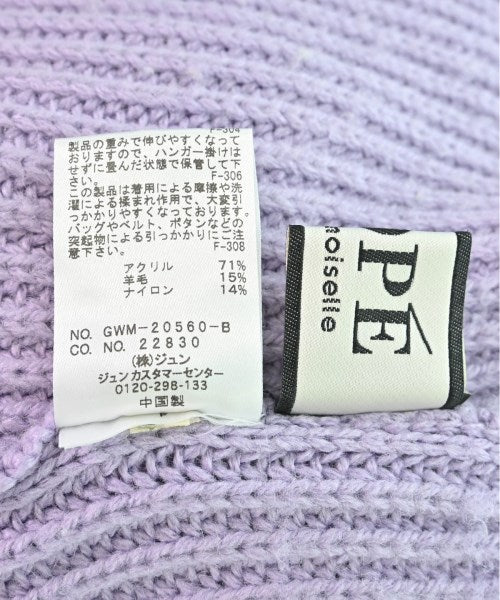 F-304
製品の重みで伸びやすくなって
おりますので、ハンガー掛けは
せずに畳んだ状態で保管して下
さい。 F-306
この製品は着用による摩擦や洗
濯による揉まれ作用で、大変引
っかかりやすくなっております。
バッグやベルト、ボタンなどの
突起物による引っかかりにご注
意下さい。 F-308
アクリル 71%
羊毛 15%
ナイロン 14%
NO. GWM-20560-B
CO. NO. 22830
(株)ジュン
ジュンカスタマーセンター
0120-298-133
中国製
OPÉ
moiselle